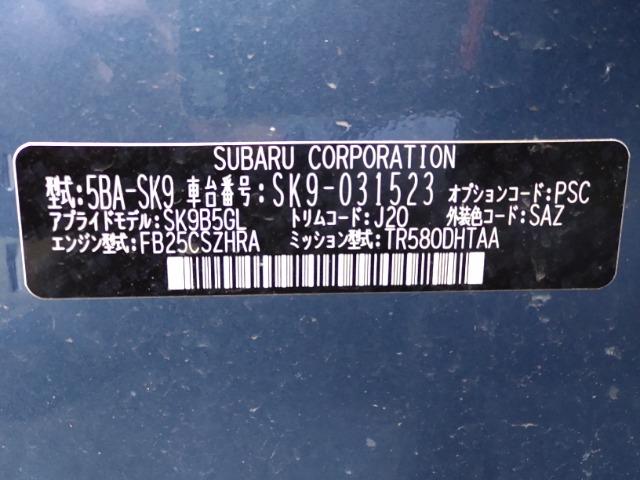 SUBARU CORPORATION
型式:5BA-SK9 車台番号:SK9-031523 オプションコード:PSC
アプライドモデル:SK9B5GL トリムコード:J20 外装色コード:SAZ
エンジン型式:FB25CSZHRA ミッション型式:TR580DHTAA